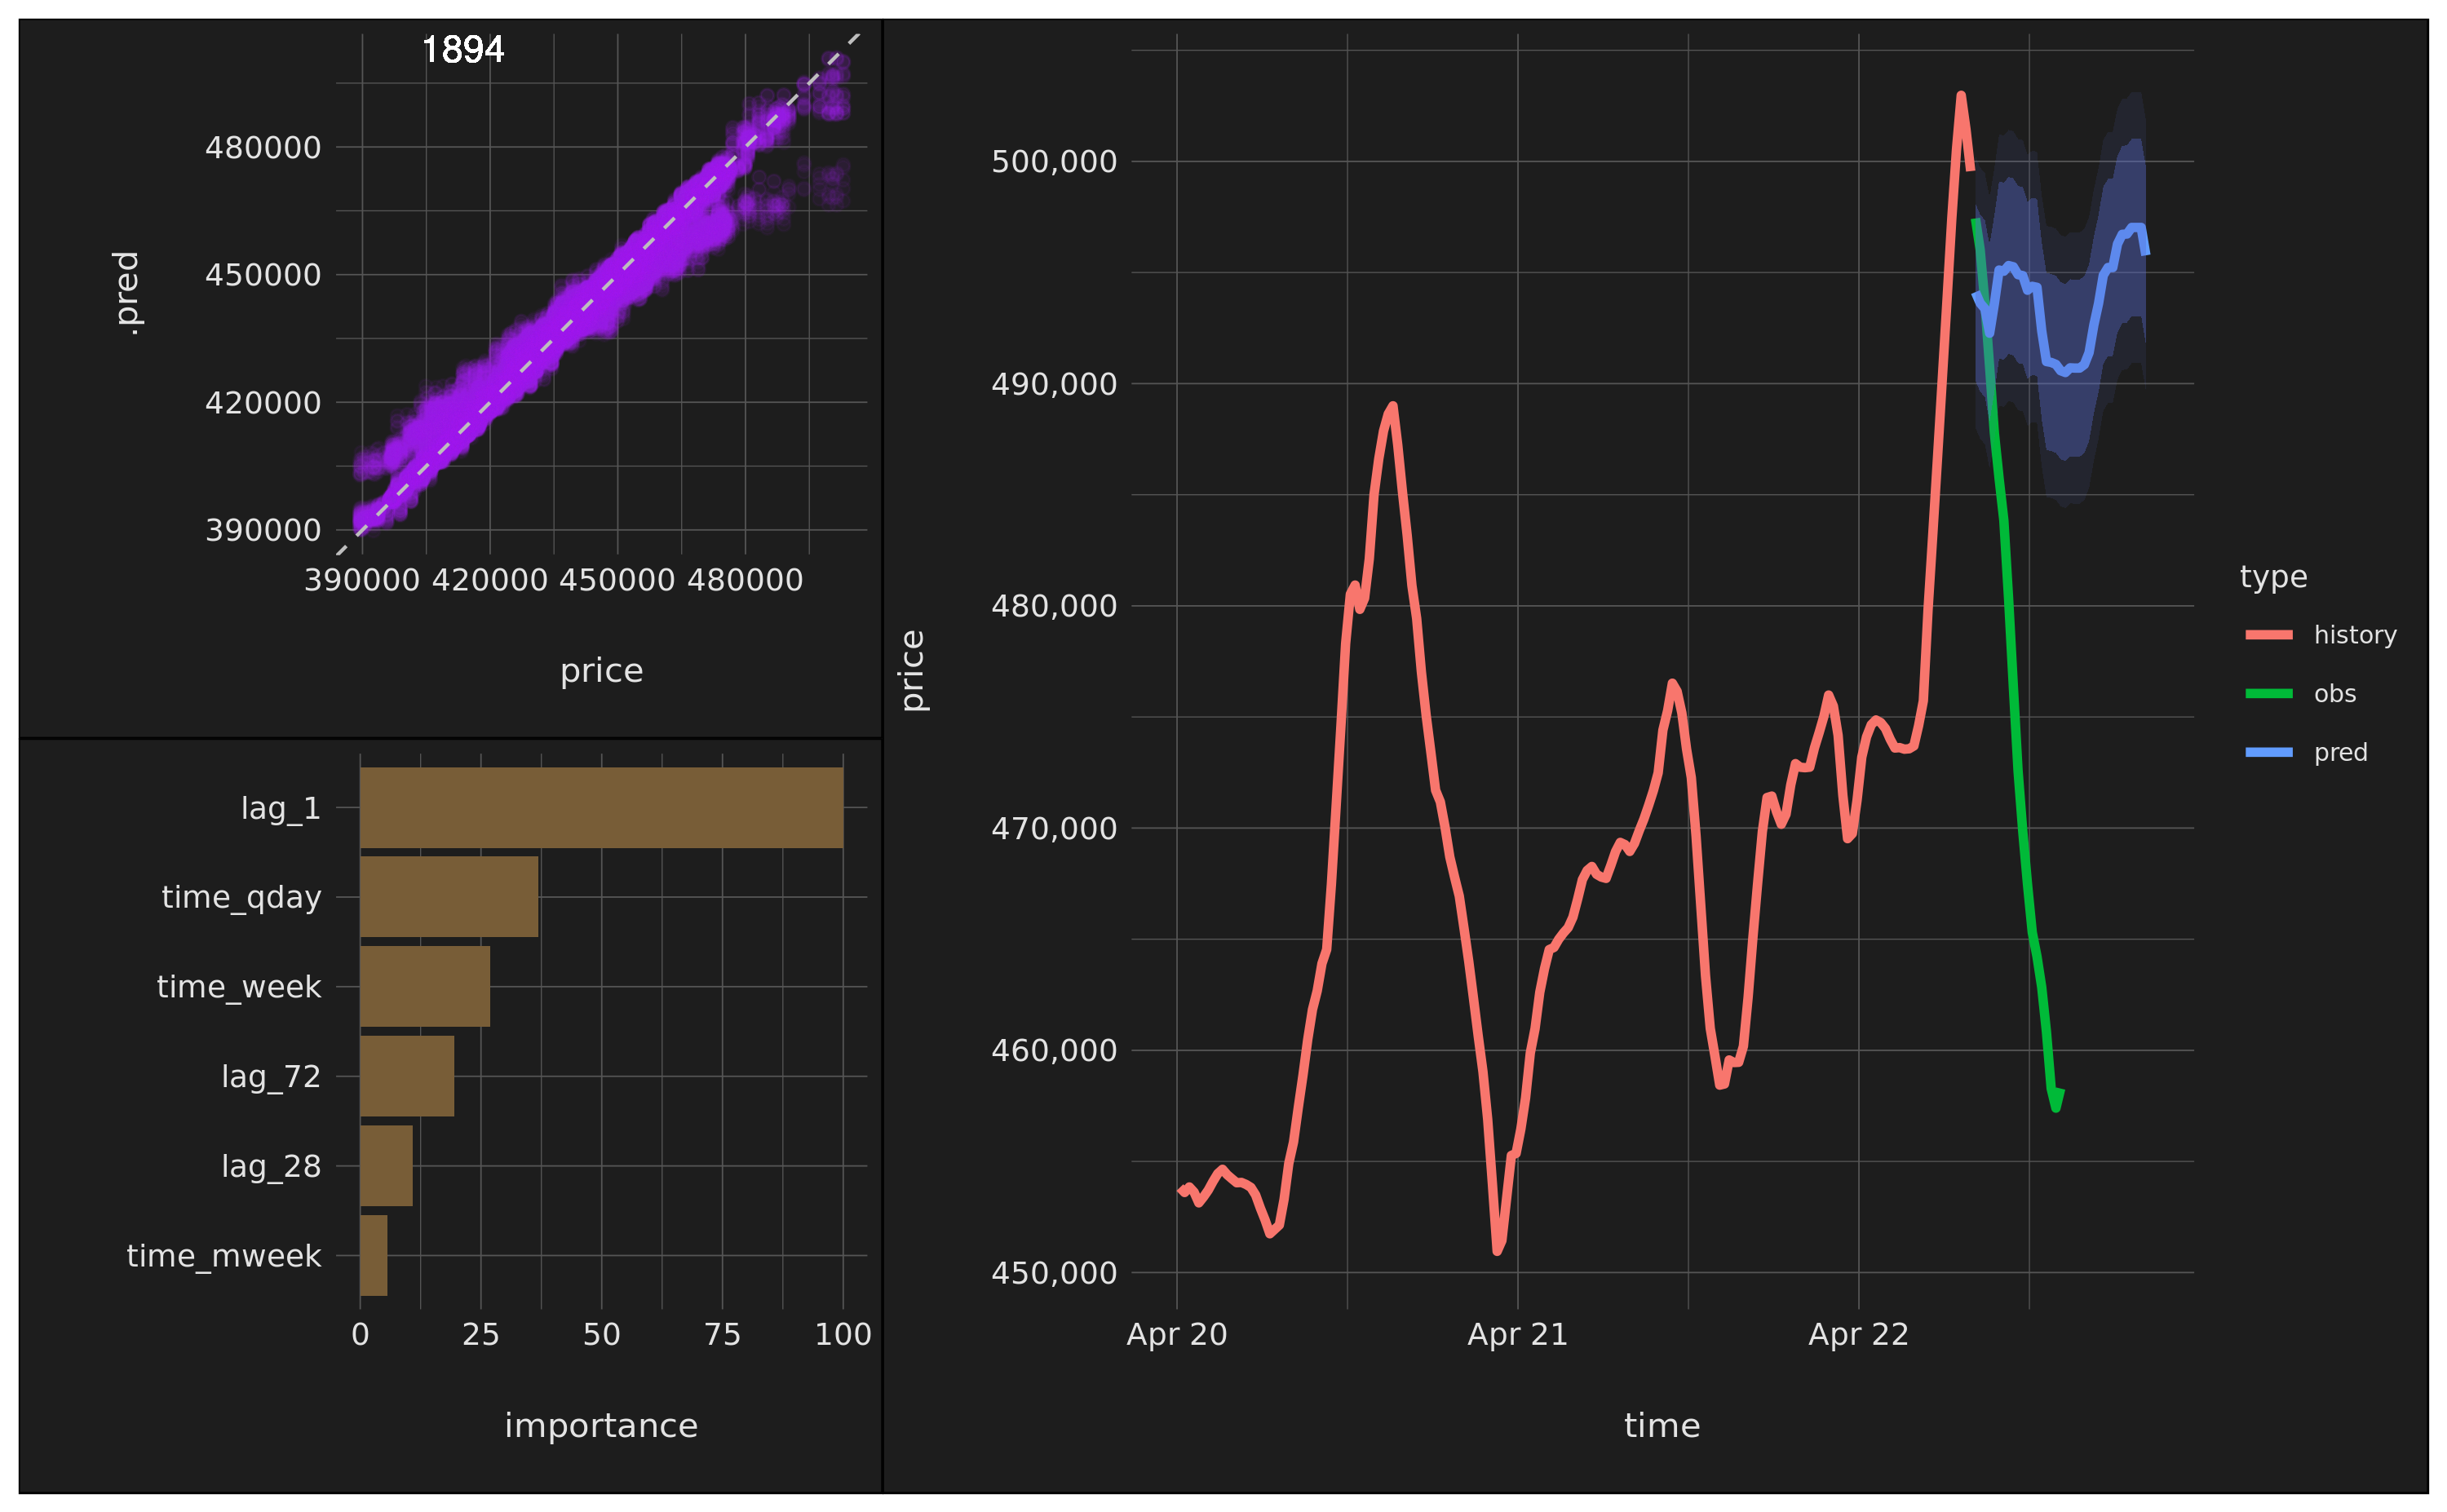 1894
.pred
480000
450000
420000
390000
390000 420000 450000 480000
price
lag_1
time_qday
time_week
lag_72
lag_28
time_mweek
0 25 50 75 100
importance
price
500,000
490,000
480,000
470,000
460,000
450,000
Apr 20 Apr 21 Apr 22
time
type
history
obs
pred